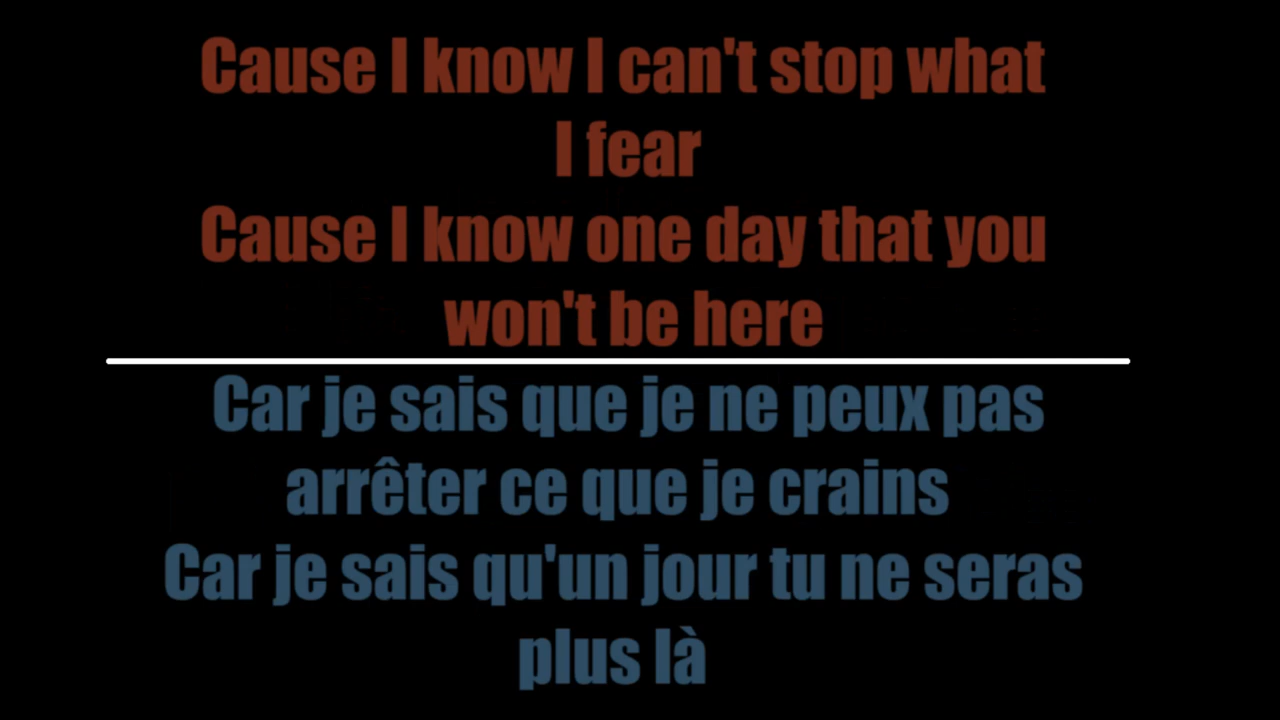 Cause I know I can't stop what
I fear
Cause I know one day that you
won't be here
Car je sais que je ne peux pas
arrêter ce que je crains
Car je sais qu'un jour tu ne seras
plus là